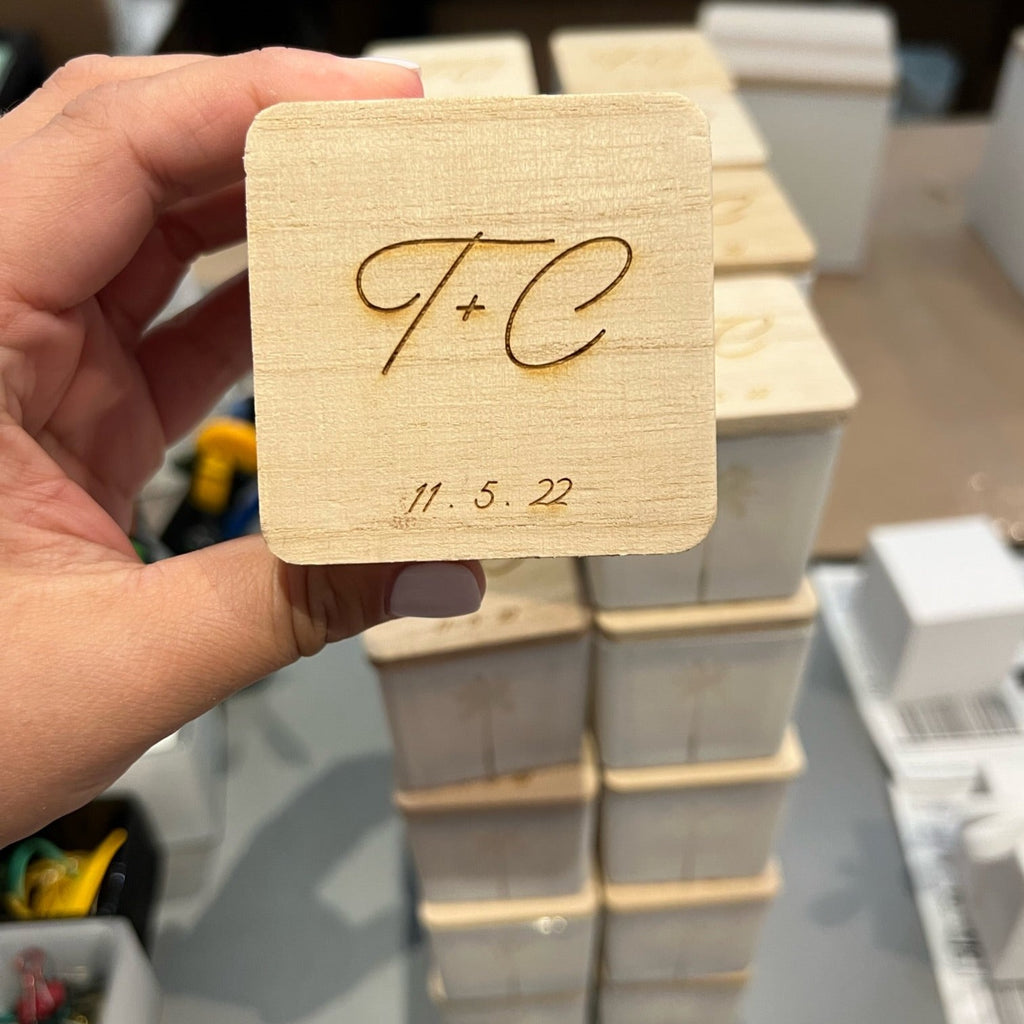 T + C
11 . 5 . 22